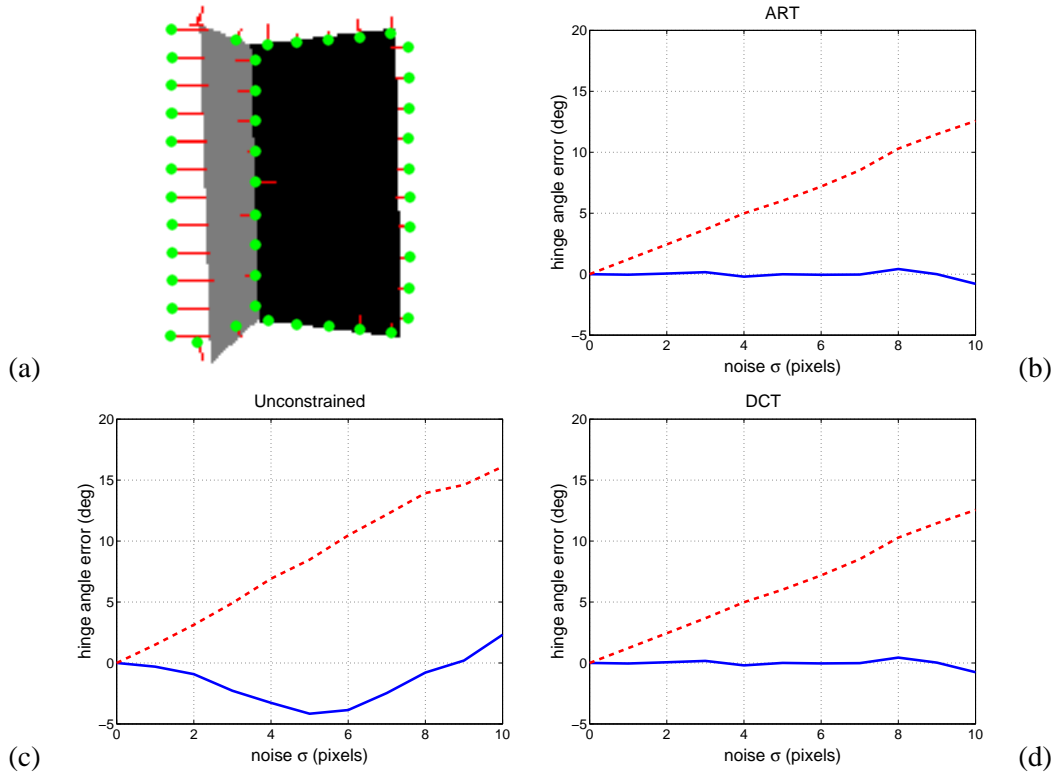 (a)
ART
20
15
10
5
0
−5
0 2 4 6 8 10
hinge angle error (deg)
noise σ (pixels)
(b)
Unconstrained
20
15
10
5
0
−5
0 2 4 6 8 10
hinge angle error (deg)
noise σ (pixels)
(c)
DCT
20
15
10
5
0
−5
0 2 4 6 8 10
hinge angle error (deg)
noise σ (pixels)
(d)